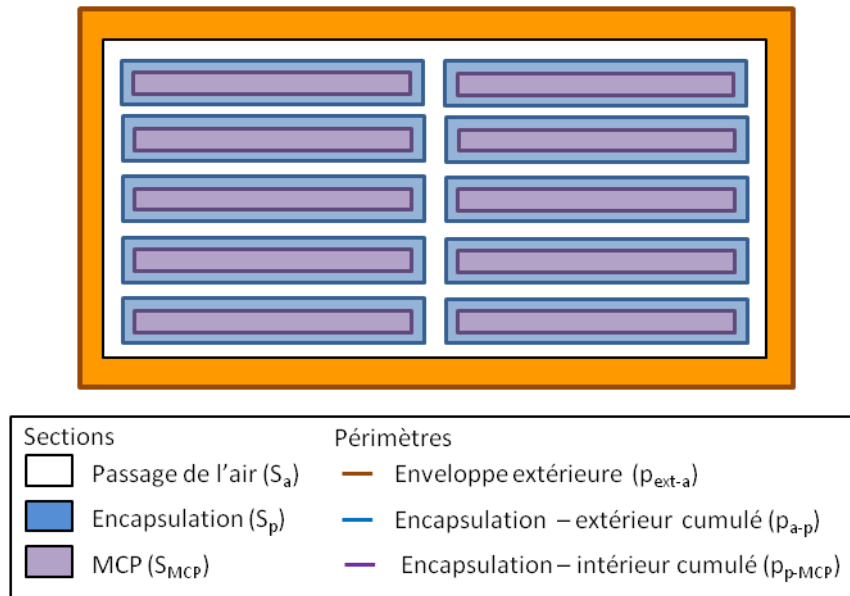 Sections Périmètres
Passage de l'air (Sa) Enveloppe extérieure (pext-a)
Encapsulation (Sp) Encapsulation – extérieur cumulé (pa-p)
MCP (SMCP) Encapsulation – intérieur cumulé (pp-MCP)